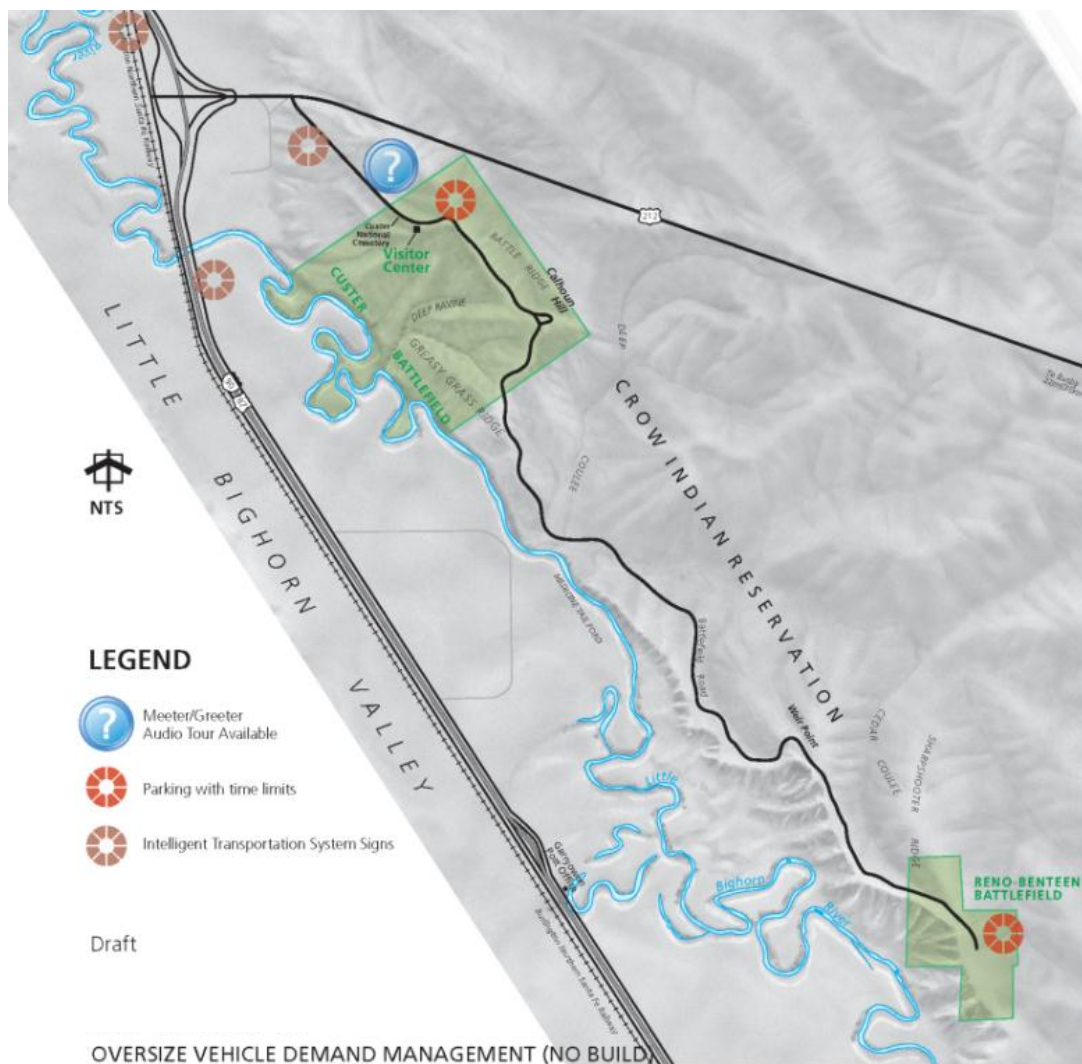 Custer
National
Cemetery
Visitor
Center
212
BATTLE RIDGE
Calhoun
Hill
CUSTER
BATTLEFIELD
DEEP RAVINE
GREASY GRASS RIDGE
DEEP
COULEE
LITTLE
BIGHORN
VALLEY
90
87
CROW INDIAN RESERVATION
NTS
MEDICINE TAIL FORD
Battlefield Road
Weir Point
CEDAR
COULEE
SHARPSHOOTER
RIDGE
Little
Bighorn
River
Garryowen
Post Office
Burlington Northern Santa Fe Railway
RENO-BENTEEN
BATTLEFIELD
LEGEND
Meeter/Greeter
Audio Tour Available
Parking with time limits
Intelligent Transportation System Signs
Draft
OVERSIZE VEHICLE DEMAND MANAGEMENT (NO BUILD)